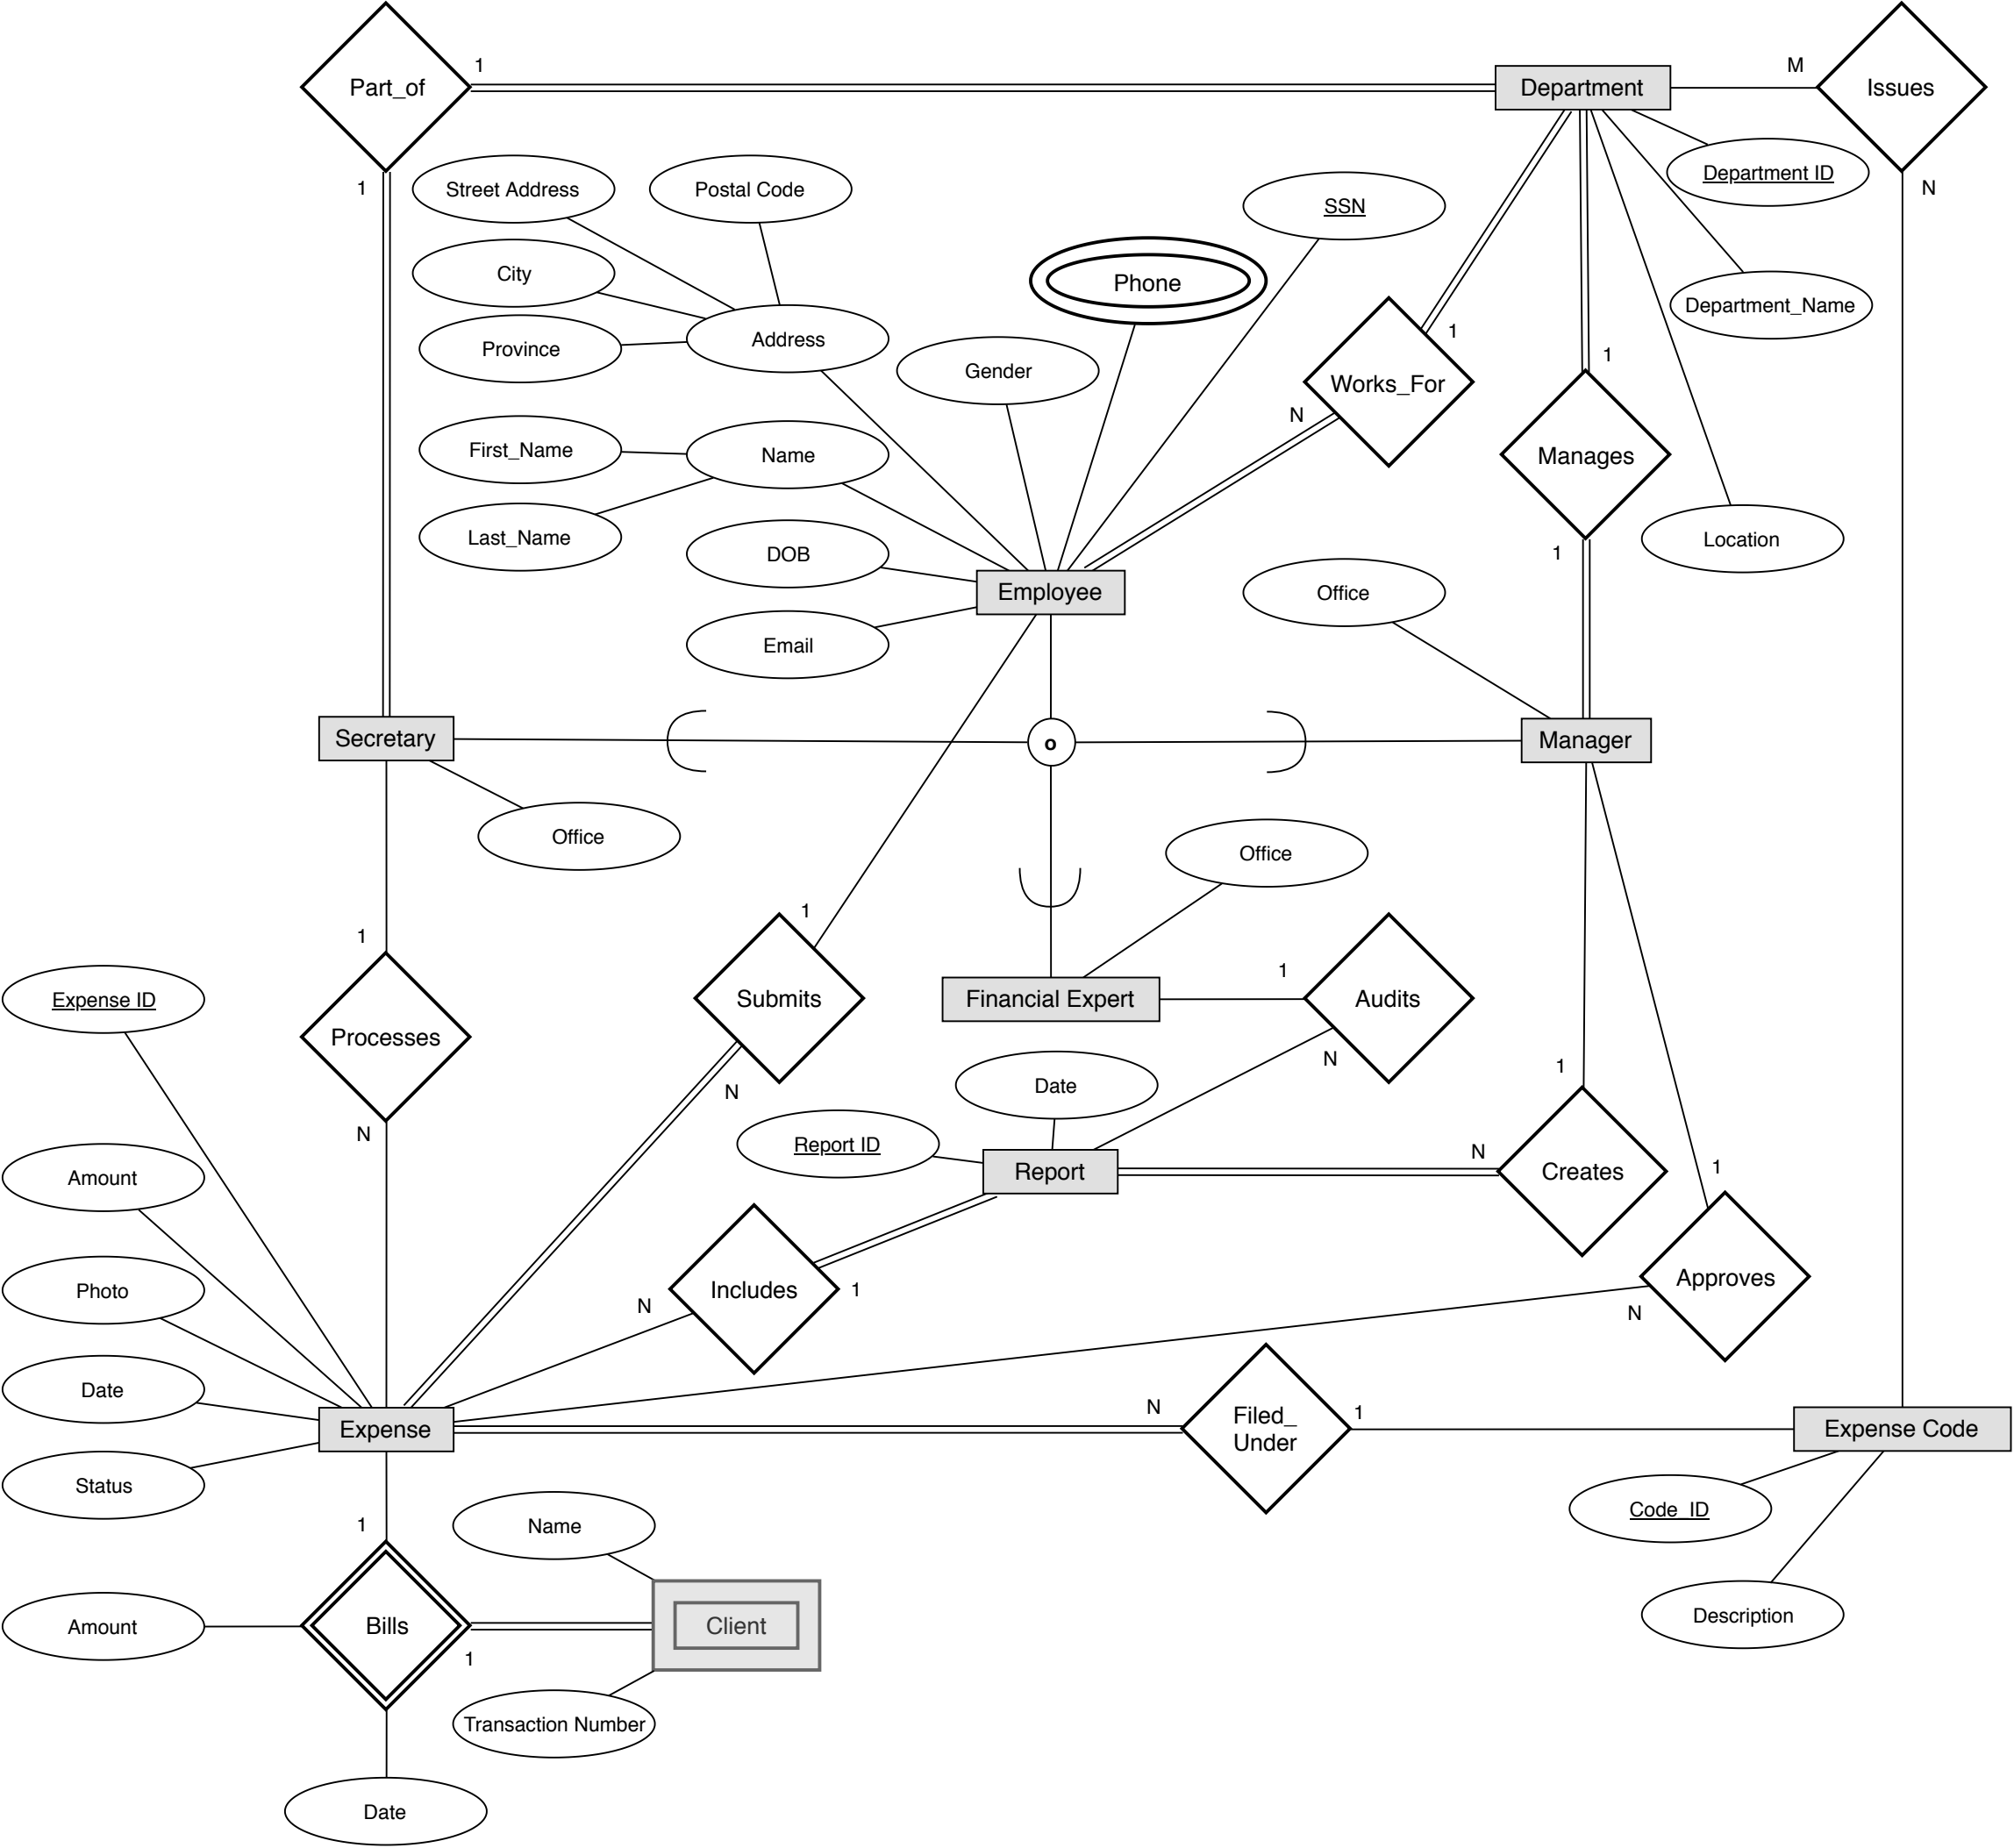 1
M
Part_of
Department
Issues
1
Department ID
N
Street Address
Postal Code
SSN
City
Phone
Department_Name
Province
Address
1
1
Gender
Works_For
N
First_Name
Name
Manages
Last_Name
DOB
1
Location
Employee
Office
Email
Secretary
o
Manager
Office
Office
1
1
Expense ID
Submits
Financial Expert
1
Audits
Processes
N
1
N
Date
N
Report ID
Report
N
Creates
1
Amount
Photo
Includes
1
Approves
N
N
Date
N
Filed_
Under
1
Expense
Expense Code
Status
1
Name
Code_ID
Amount
Bills
Client
Description
1
Transaction Number
Date